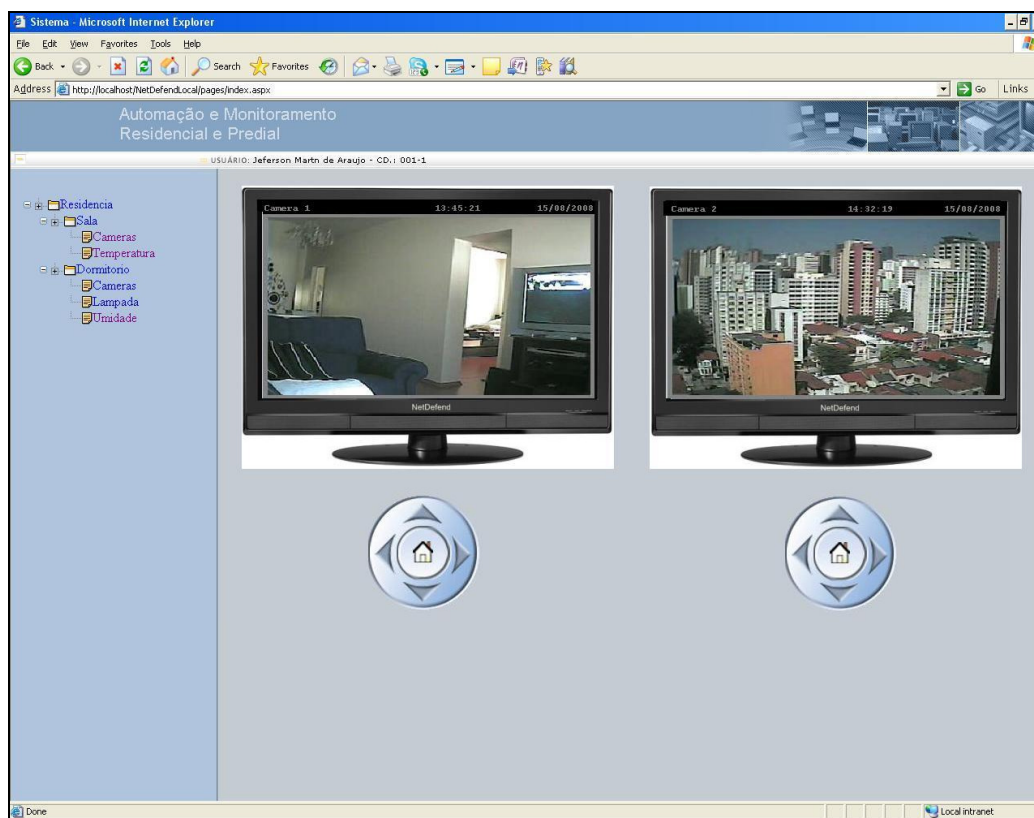 Sistema - Microsoft Internet Explorer
File Edit View Favorites Tools Help
Back Search Favorites
Address http://localhost/NetDefendLocal/pages/index.aspx Go Links
Automação e Monitoramento
Residencial e Predial
USUÁRIO: Jeferson Martn de Araujo - CD.: 001-1
Residencia
Sala
Cameras
Temperatura
Dormitorio
Cameras
Lampada
Umidade
Camera 1 13:45:21 15/08/2008
NetDefend
Camera 2 14:32:19 15/08/2008
NetDefend
Done Local intranet